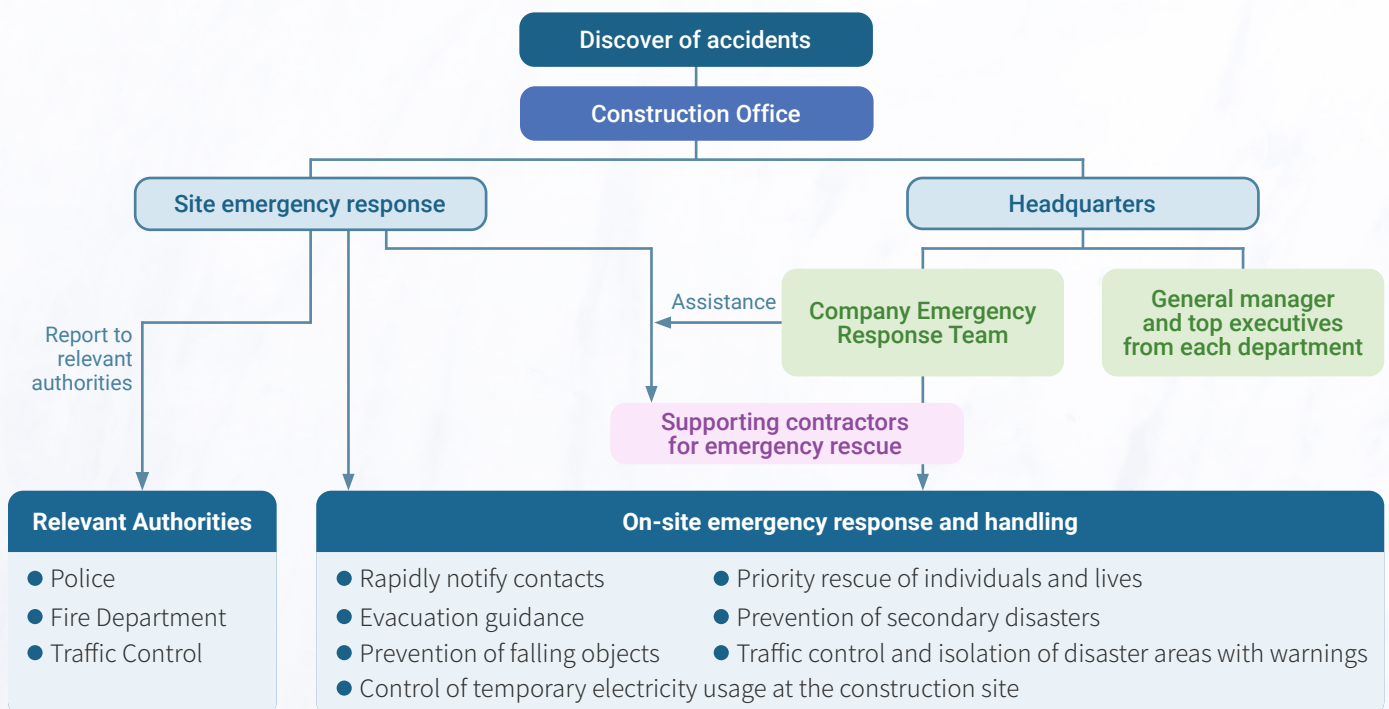 Discover of accidents
Construction Office
Site emergency response
Headquarters
Assistance
Company Emergency
Response Team
General manager
and top executives
from each department
Report to
relevant
authorities
Supporting contractors
for emergency rescue
Relevant Authorities
● Police
● Fire Department
● Traffic Control
On-site emergency response and handling
● Rapidly notify contacts
● Priority rescue of individuals and lives
● Evacuation guidance
● Prevention of secondary disasters
● Prevention of falling objects
● Traffic control and isolation of disaster areas with warnings
● Control of temporary electricity usage at the construction site